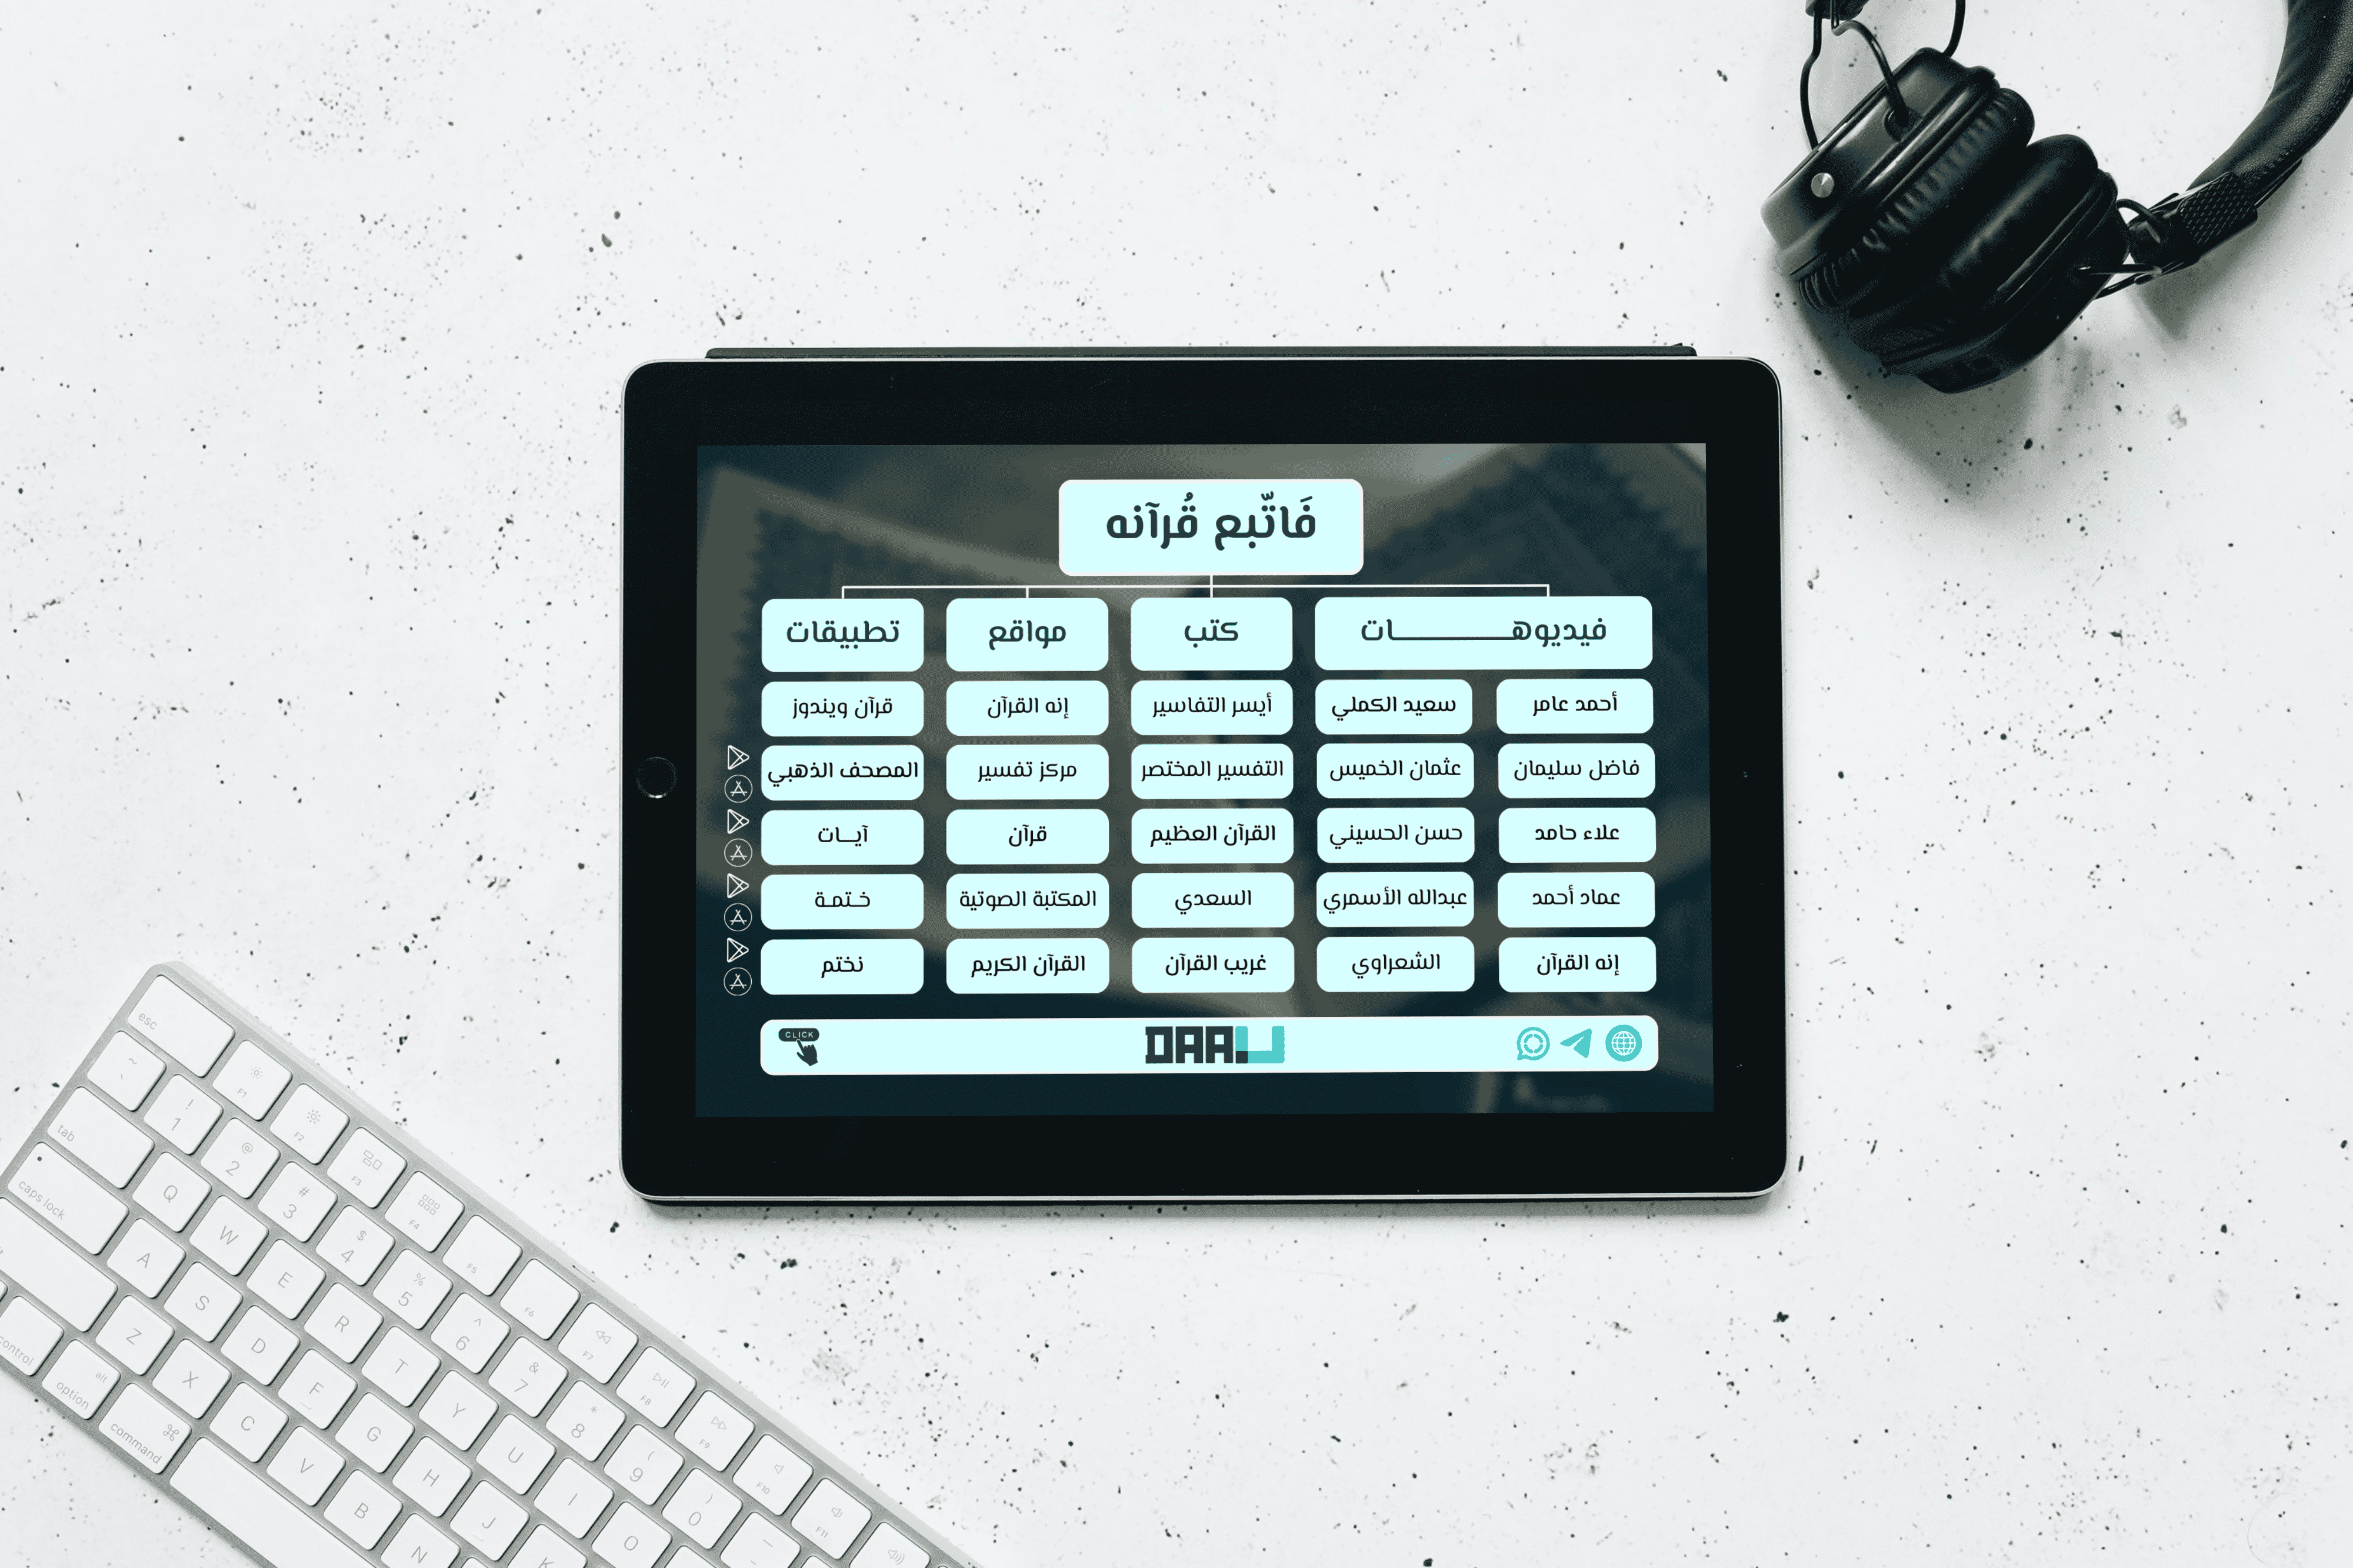 فَاتّبع قُرآنه
فيديوهـــــــــات
كتب
مواقع
تطبيقات
أحمد عامر
سعيد الكملي
أيسر التفاسير
إنه القرآن
قرآن ويندوز
فاضل سليمان
عثمان الخميس
التفسير المختصر
مركز تفسير
المصحف الذهبي
علاء حامد
حسن الحسيني
القرآن العظيم
قرآن
آيــات
عماد أحمد
عبدالله الأسمري
السعدي
المكتبة الصوتية
خـتمـة
إنه القرآن
الشعراوي
غريب القرآن
القرآن الكريم
نختم
CLICK
DAAL
esc
F1
F2
F3
F4
F5
F6
F7
F8
F9
F10
F11
~ `
! 1
@ 2
# 3
$ 4
% 5
^ 6
& 7
* 8
( 9
) 0
tab
Q W E R T Y U I O
caps lock
A S D F G H J K
Z X C V B N
control
alt option
⌘ command